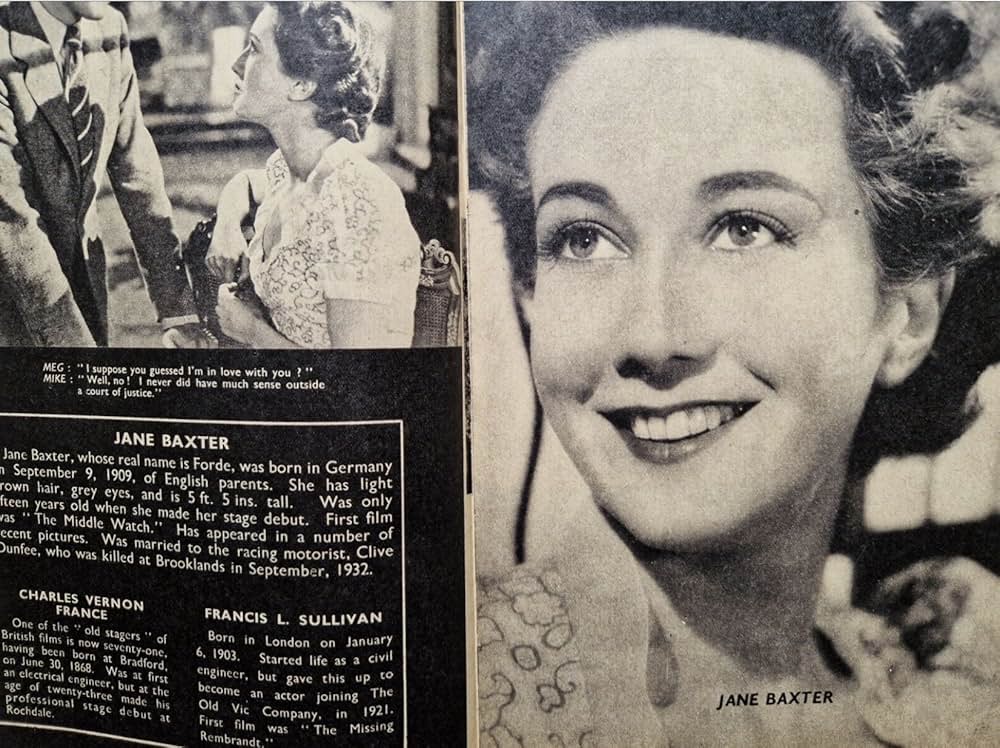 MEG : " I suppose you guessed I'm in love with you ? "
MIKE : " Well, no ! I never did have much sense outside
a court of justice."
JANE BAXTER
Jane Baxter, whose real name is Forde, was born in Germany
n September 9, 1909, of English parents. She has light
rown hair, grey eyes, and is 5 ft. 5 ins. tall. Was only
fteen years old when she made her stage debut. First film
was " The Middle Watch." Has appeared in a number of
ecent pictures. Was married to the racing motorist, Clive
Dunfee, who was killed at Brooklands in September, 1932.
CHARLES VERNON
FRANCE
One of the " old stagers " of
British films is now seventy-one,
having been born at Bradford,
on June 30, 1868. Was at first
an electrical engineer, but at the
age of twenty-three made his
professional stage debut at
Rochdale.
FRANCIS L. SULLIVAN
Born in London on January
6, 1903. Started life as a civil
engineer, but gave this up to
become an actor joining The
Old Vic Company, in 1921.
First film was " The Missing
Rembrandt."
JANE BAXTER